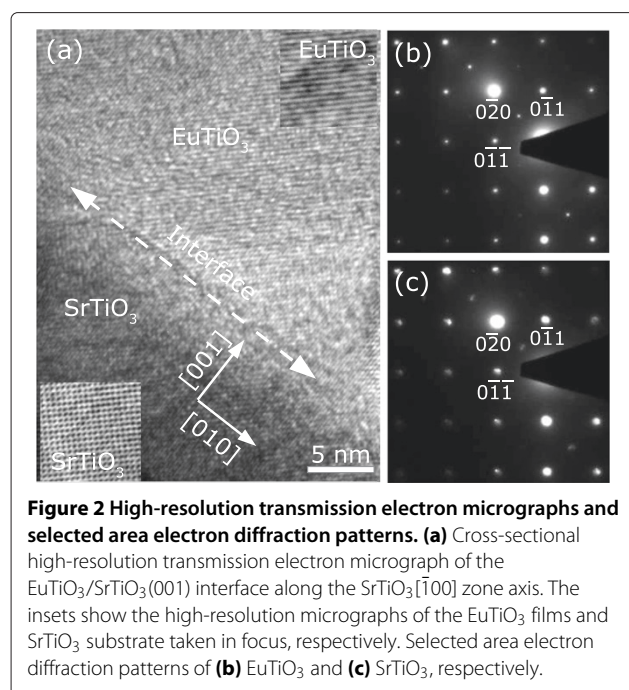 (a)
EuTiO₃
EuTiO₃
Interface
SrTiO₃
[001]
[010]
SrTiO₃
5 nm
(b)
02̄0
01̄1
01̄1̄
(c)
02̄0
01̄1
01̄1̄
Figure 2 High-resolution transmission electron micrographs and
selected area electron diffraction patterns. (a) Cross-sectional
high-resolution transmission electron micrograph of the
EuTiO₃/SrTiO₃(001) interface along the SrTiO₃[1̄00] zone axis. The
insets show the high-resolution micrographs of the EuTiO₃ films and
SrTiO₃ substrate taken in focus, respectively. Selected area electron
diffraction patterns of (b) EuTiO₃ and (c) SrTiO₃, respectively.